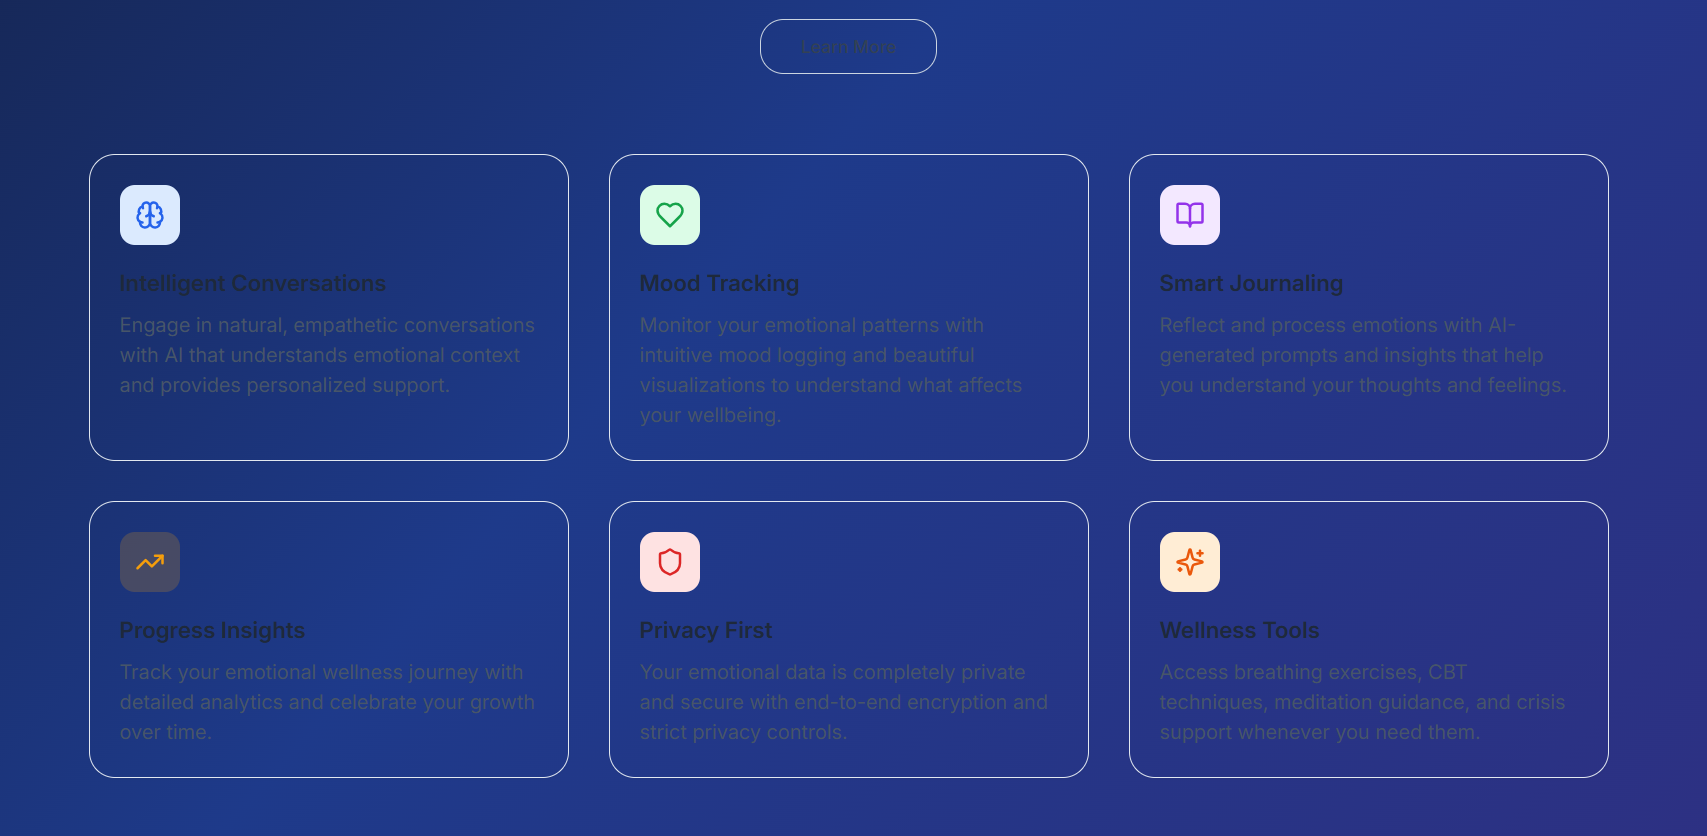 Learn More
Intelligent Conversations
Engage in natural, empathetic conversations
with AI that understands emotional context
and provides personalized support.
Mood Tracking
Monitor your emotional patterns with
intuitive mood logging and beautiful
visualizations to understand what affects
your wellbeing.
Smart Journaling
Reflect and process emotions with AI-
generated prompts and insights that help
you understand your thoughts and feelings.
Progress Insights
Track your emotional wellness journey with
detailed analytics and celebrate your growth
over time.
Privacy First
Your emotional data is completely private
and secure with end-to-end encryption and
strict privacy controls.
Wellness Tools
Access breathing exercises, CBT
techniques, meditation guidance, and crisis
support whenever you need them.